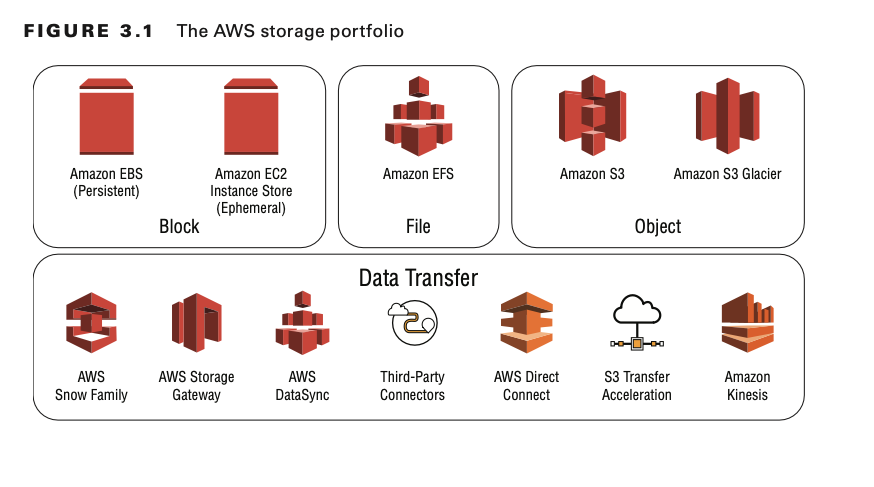 FIGURE 3.1 The AWS storage portfolio
Amazon EBS
(Persistent)
Amazon EC2
Instance Store
(Ephemeral)
Block
Amazon EFS
File
Amazon S3
Amazon S3 Glacier
Object
Data Transfer
AWS
Snow Family
AWS Storage
Gateway
AWS
DataSync
Third-Party
Connectors
AWS Direct
Connect
S3 Transfer
Acceleration
Amazon
Kinesis